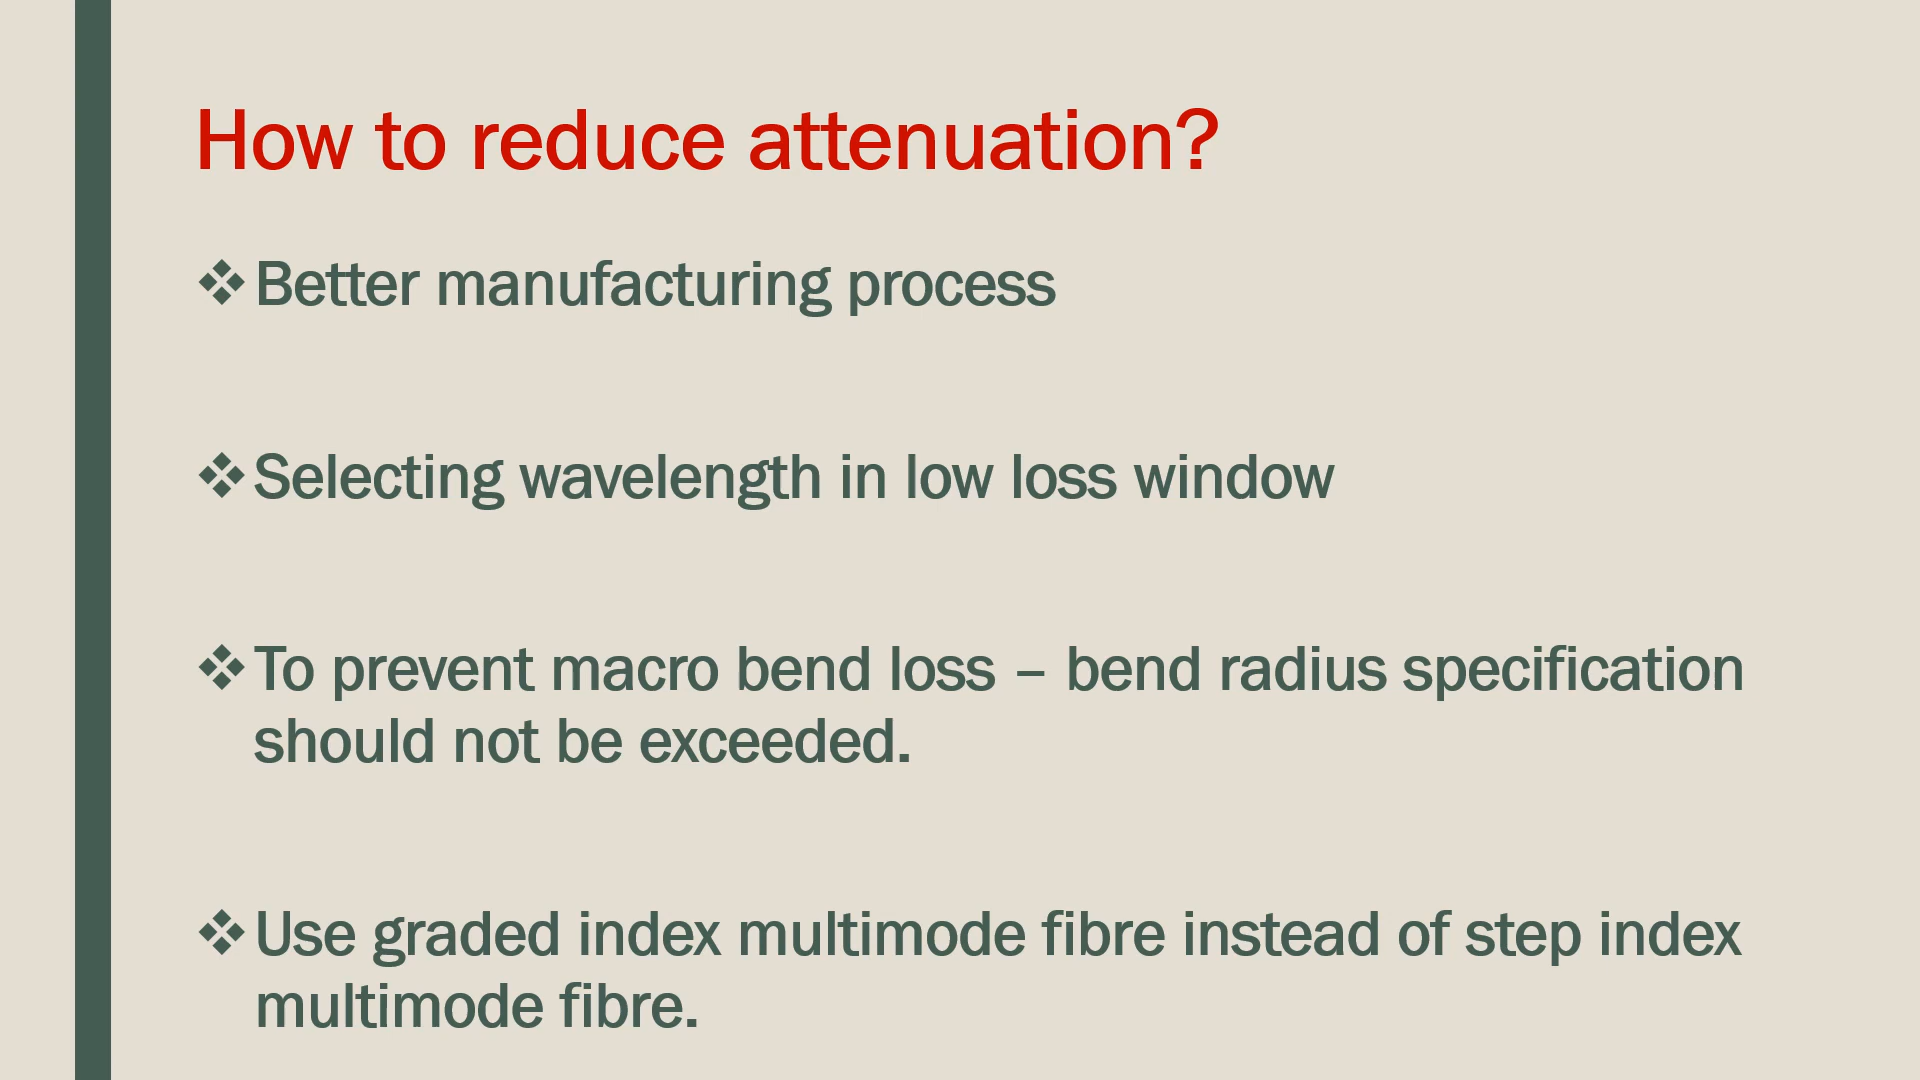 How to reduce attenuation?
❖Better manufacturing process
❖Selecting wavelength in low loss window
❖To prevent macro bend loss – bend radius specification
should not be exceeded.
❖Use graded index multimode fibre instead of step index
multimode fibre.